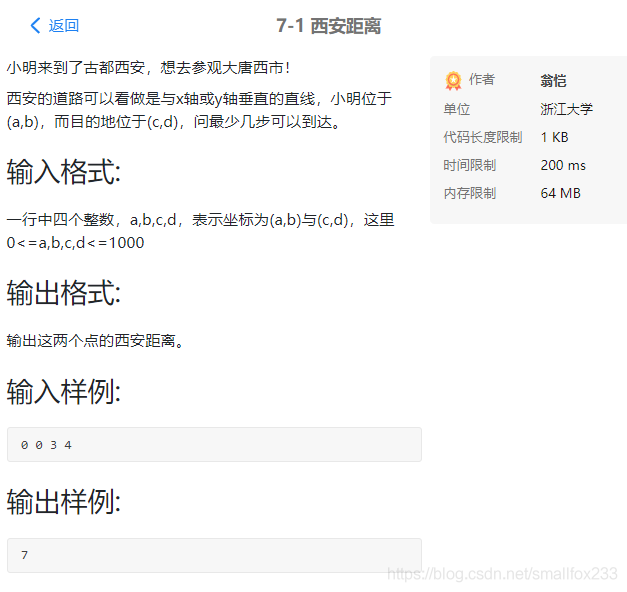 返回
7-1 西安距离
小明来到了古都西安，想去参观大唐西市！
西安的道路可以看做是与x轴或y轴垂直的直线，小明位于
(a,b)，而目的地位于(c,d)，问最少几步可以到达。
输入格式:
一行中四个整数，a,b,c,d，表示坐标为(a,b)与(c,d)，这里
0<=a,b,c,d<=1000
输出格式:
输出这两个点的西安距离。
输入样例:
0 0 3 4
输出样例:
7
作者 翁恺
单位 浙江大学
代码长度限制 1 KB
时间限制 200 ms
内存限制 64 MB
https://blog.csdn.net/smallfox233